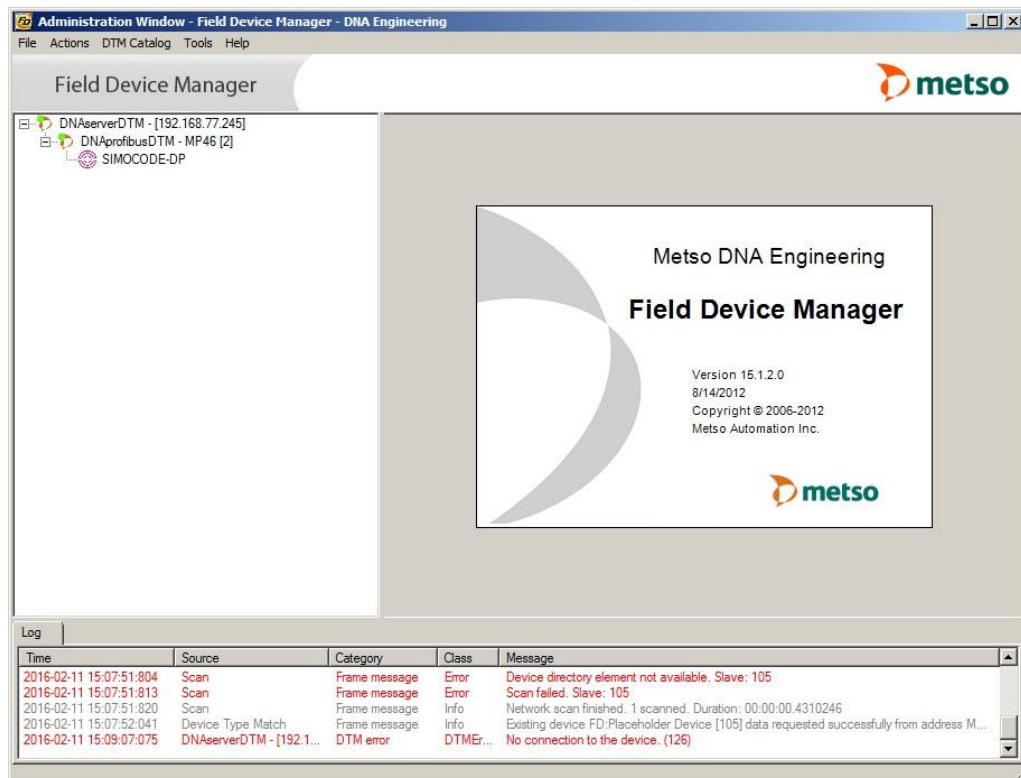 Administration Window - Field Device Manager - DNA Engineering
File Actions DTM Catalog Tools Help
Field Device Manager
metso
DNAserverDTM - [192.168.77.245]
DNAprofibusDTM - MP46 [2]
SIMOCODE-DP
Metso DNA Engineering
Field Device Manager
Version 15.1.2.0
8/14/2012
Copyright © 2006-2012
Metso Automation Inc.
metso
Log
Time Source Category Class Message
2016-02-11 15:07:51:804 Scan Frame message Error Device directory element not available. Slave: 105
2016-02-11 15:07:51:813 Scan Frame message Error Scan failed. Slave: 105
2016-02-11 15:07:51:820 Scan Frame message Info Network scan finished. 1 scanned. Duration: 00:00:00.4310246
2016-02-11 15:07:52:041 Device Type Match Frame message Info Existing device FD:Placeholder Device [105] data requested successfully from address M...
2016-02-11 15:09:07:075 DNAserverDTM - [192.1... DTM error DTMEr... No connection to the device. (126)